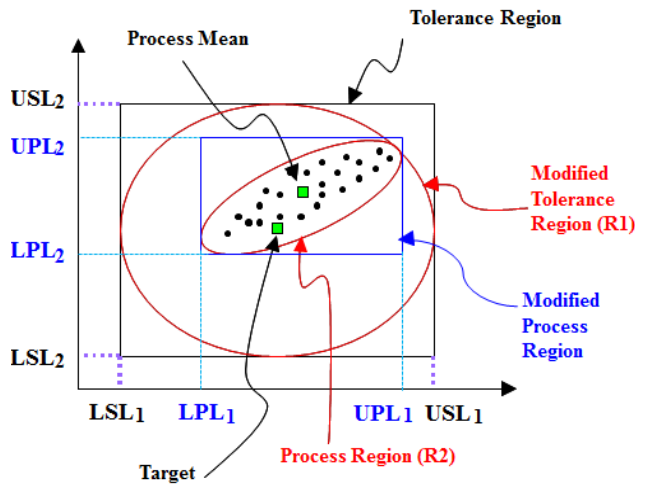 Tolerance Region
Process Mean
USL2
UPL2
LPL2
LSL2
Modified
Tolerance
Region (R1)
Modified
Process
Region
LSL1
LPL1
UPL1
USL1
Process Region (R2)
Target